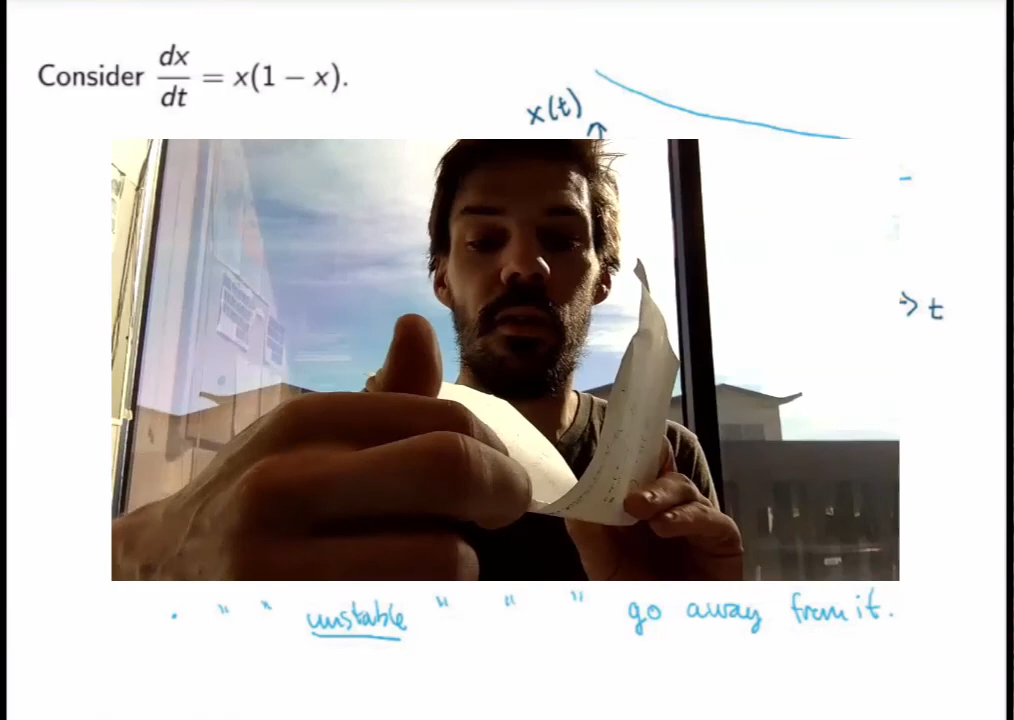 Consider dx/dt = x(1 − x).
x(t)
t
• " " unstable " " " go away from it.